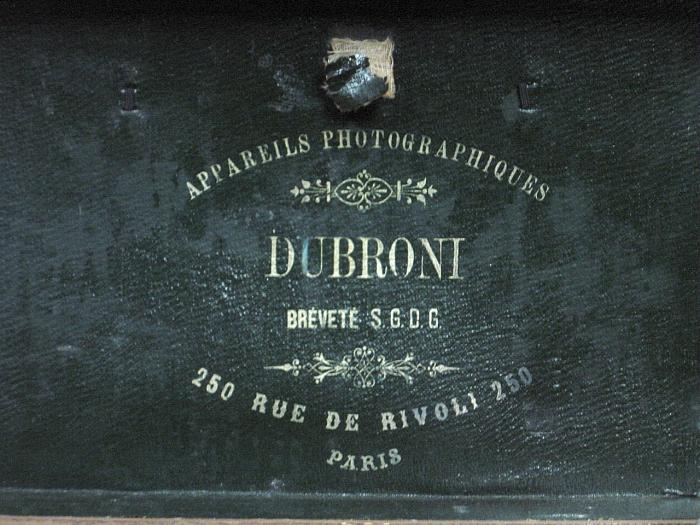 APPAREILS PHOTOGRAPHIQUES
DUBRONI
BRÉVETÉ S.G.D.G.
250 RUE DE RIVOLI 250
PARIS